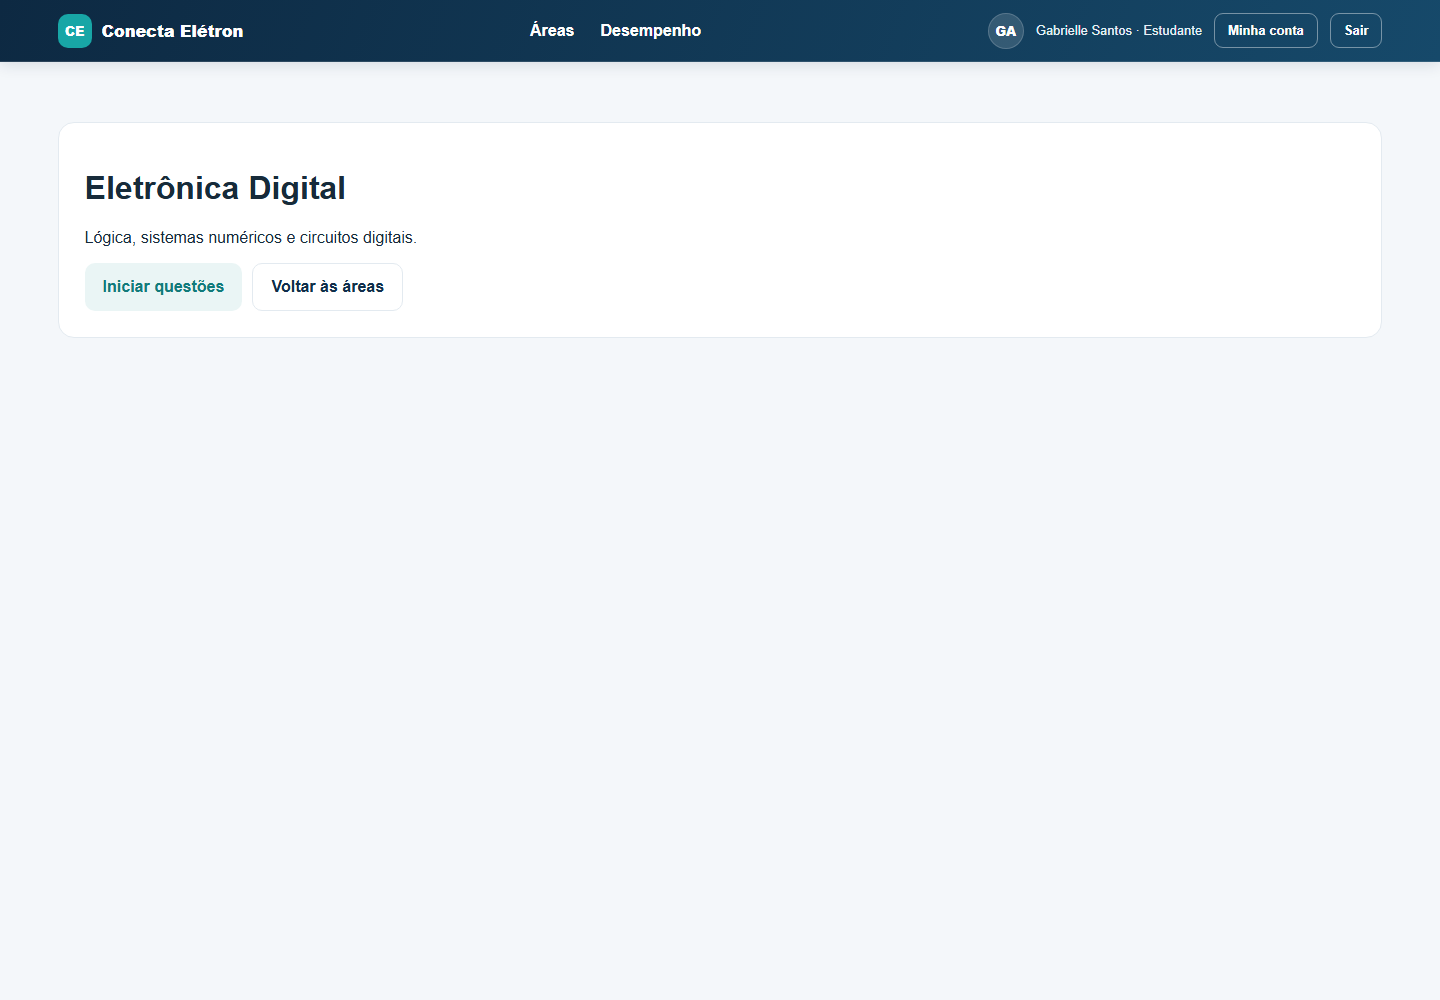 CE Conecta Elétron Áreas Desempenho GA Gabrielle Santos · Estudante Minha conta Sair
Eletrônica Digital
Lógica, sistemas numéricos e circuitos digitais.
Iniciar questões Voltar às áreas